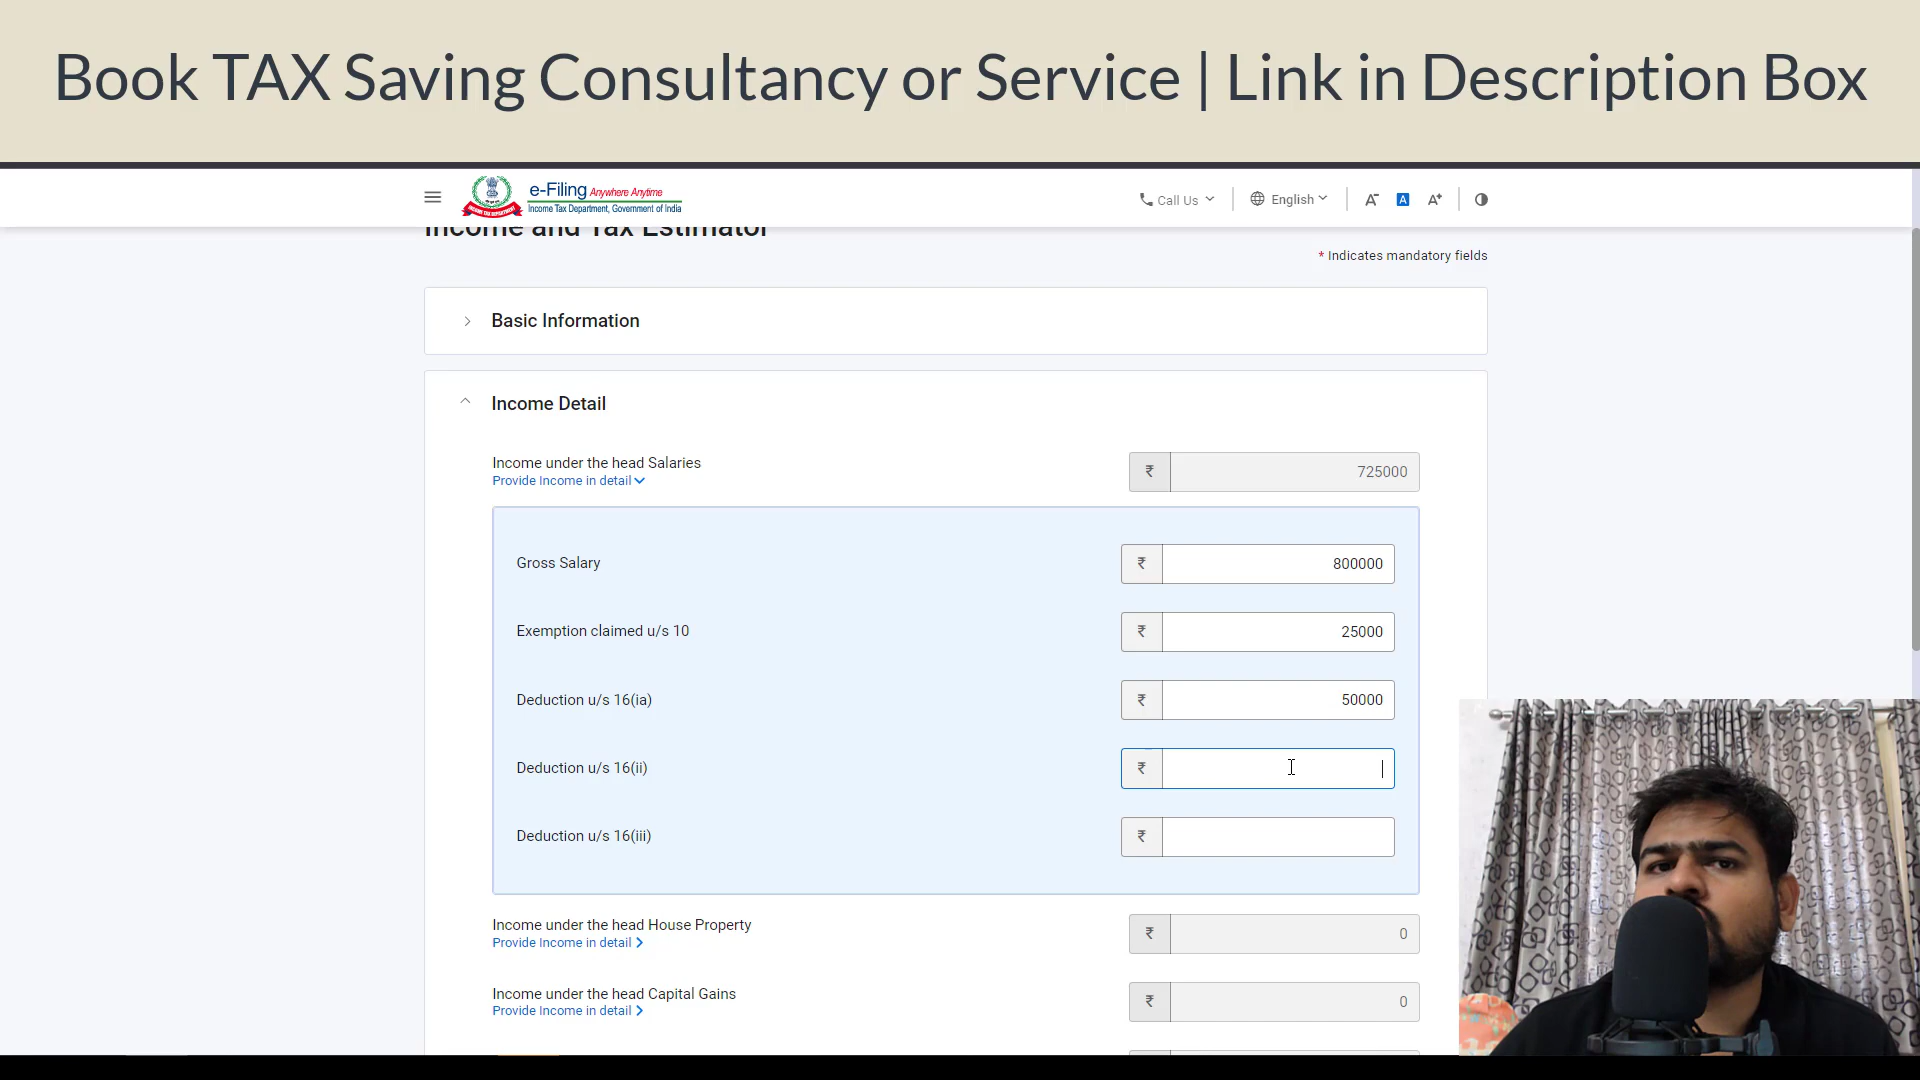 Book TAX Saving Consultancy or Service | Link in Description Box
e-Filing Anywhere Anytime
Income Tax Department, Government of India
Call Us
English
A- A A+
Income and Tax Estimator
* Indicates mandatory fields
Basic Information
Income Detail
Income under the head Salaries
Provide Income in detail
₹ 725000
Gross Salary
₹ 800000
Exemption claimed u/s 10
₹ 25000
Deduction u/s 16(ia)
₹ 50000
Deduction u/s 16(ii)
₹
Deduction u/s 16(iii)
₹
Income under the head House Property
Provide Income in detail
₹ 0
Income under the head Capital Gains
Provide Income in detail
₹ 0